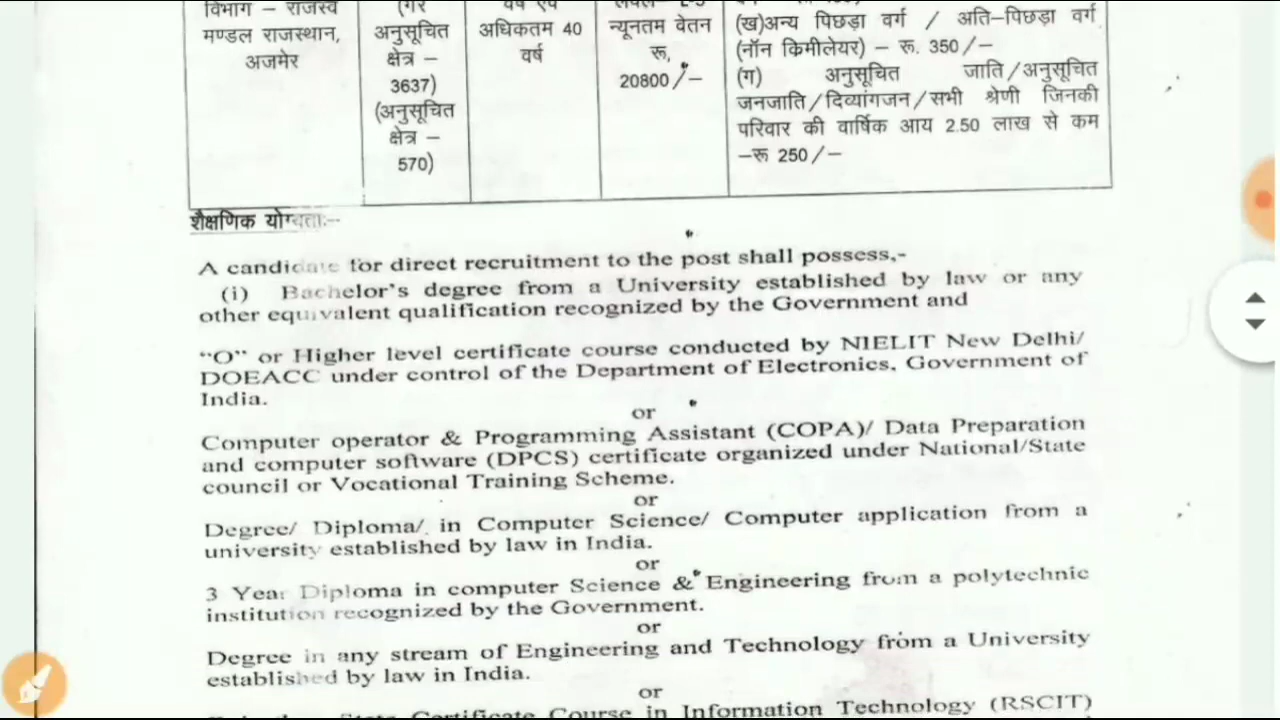 विभाग – राजस्व
मण्डल राजस्थान,
अजमेर
(गैर
अनुसूचित
क्षेत्र –
3637)
(अनुसूचित
क्षेत्र –
570)
वर्ष एवं
अधिकतम 40
वर्ष
न्यूनतम वेतन
रू,
20800/–
(ख)अन्य पिछड़ा वर्ग / अति-पिछड़ा वर्ग
(नॉन किमीलेयर) – रू. 350/–
(ग) अनुसूचित जाति/अनुसूचित
जनजाति/दिव्यांगजन/सभी श्रेणी जिनकी
परिवार की वार्षिक आय 2.50 लाख से कम
–रू 250/–
शैक्षणिक योग्यताः–
A candidate for direct recruitment to the post shall possess,-
(i) Bachelor's degree from a University established by law or any
other equivalent qualification recognized by the Government and
"O" or Higher level certificate course conducted by NIELIT New Delhi/
DOEACC under control of the Department of Electronics, Government of
India.
or
Computer operator & Programming Assistant (COPA)/ Data Preparation
and computer software (DPCS) certificate organized under National/State
council or Vocational Training Scheme.
or
Degree/ Diploma/ in Computer Science/ Computer application from a
university established by law in India.
or
3 Year Diploma in computer Science & Engineering from a polytechnic
institution recognized by the Government.
or
Degree in any stream of Engineering and Technology from a University
established by law in India.
or
State Certificate Course in Information Technology (RSCIT)